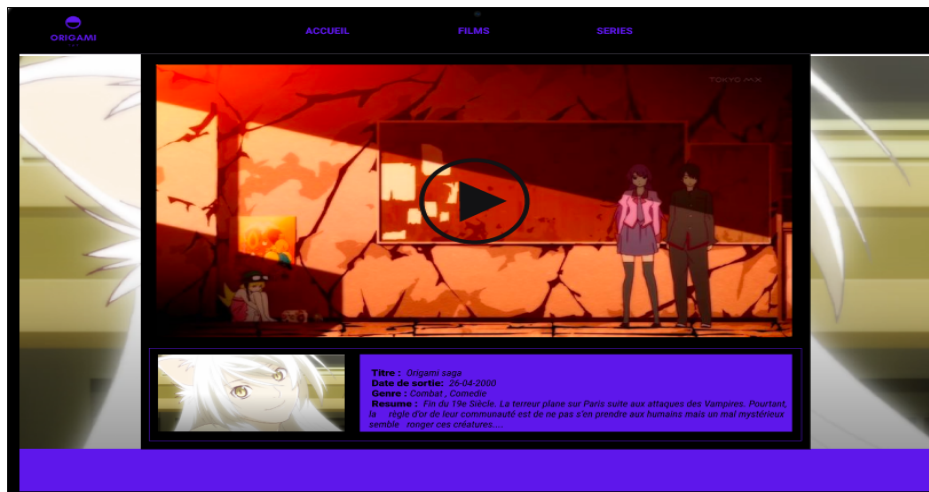 ORIGAMI
ACCUEIL
FILMS
SERIES
TOKYO MX
Titre : Origami saga
Date de sortie: 26-04-2000
Genre : Combat , Comedie
Resume : Fin du 19e Siècle. La terreur plane sur Paris suite aux attaques des Vampires. Pourtant,
la règle d'or de leur communauté est de ne pas s'en prendre aux humains mais un mal mystérieux
semble ronger ces créatures....